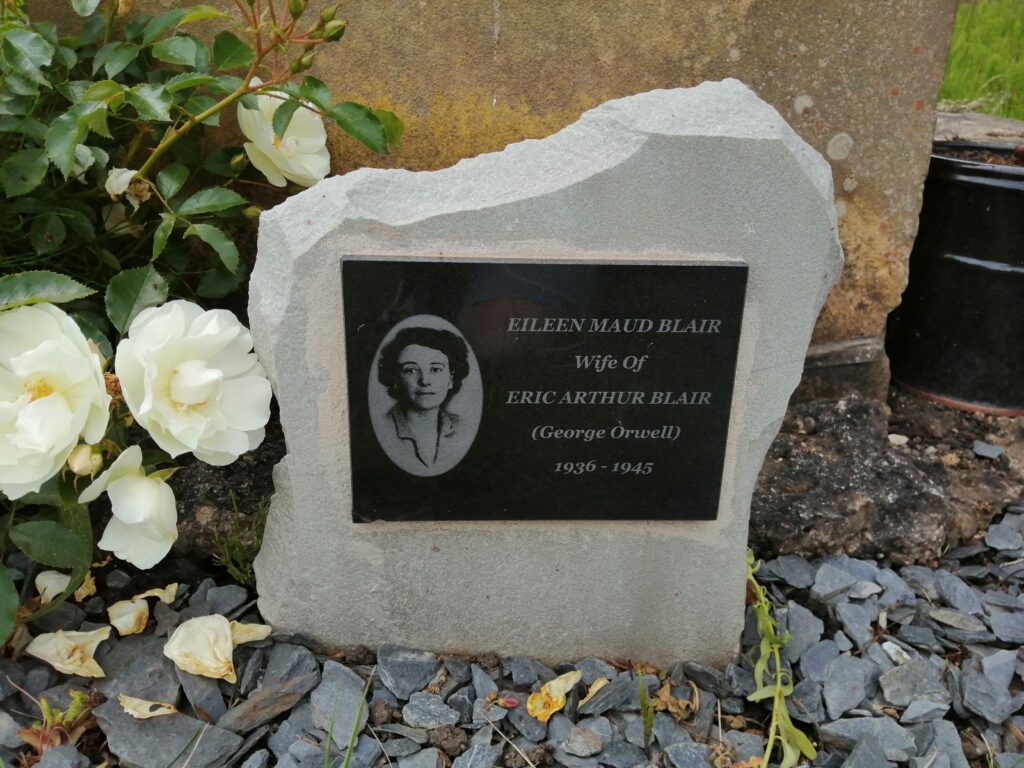 EILEEN MAUD BLAIR
Wife Of
ERIC ARTHUR BLAIR
(George Orwell)
1936 - 1945